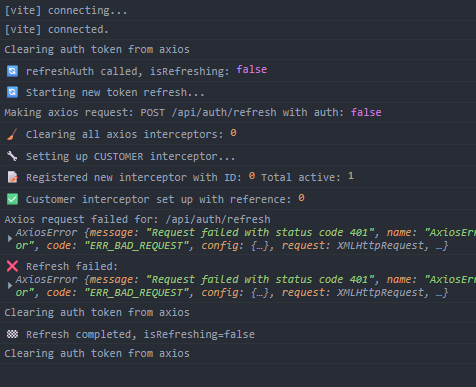 [vite] connecting...
[vite] connected.
Clearing auth token from axios
🔄 refreshAuth called, isRefreshing: false
🔄 Starting new token refresh...
Making axios request: POST /api/auth/refresh with auth: false
🧹 Clearing all axios interceptors: 0
🔧 Setting up CUSTOMER interceptor...
📝 Registered new interceptor with ID: 0 Total active: 1
✅ Customer interceptor set up with reference: 0
Axios request failed for: /api/auth/refresh
▶ AxiosError {message: "Request failed with status code 401", name: "AxiosErr
or", code: "ERR_BAD_REQUEST", config: {…}, request: XMLHttpRequest, …}
❌ Refresh failed:
▶ AxiosError {message: "Request failed with status code 401", name: "AxiosErr
or", code: "ERR_BAD_REQUEST", config: {…}, request: XMLHttpRequest, …}
Clearing auth token from axios
🏁 Refresh completed, isRefreshing=false
Clearing auth token from axios